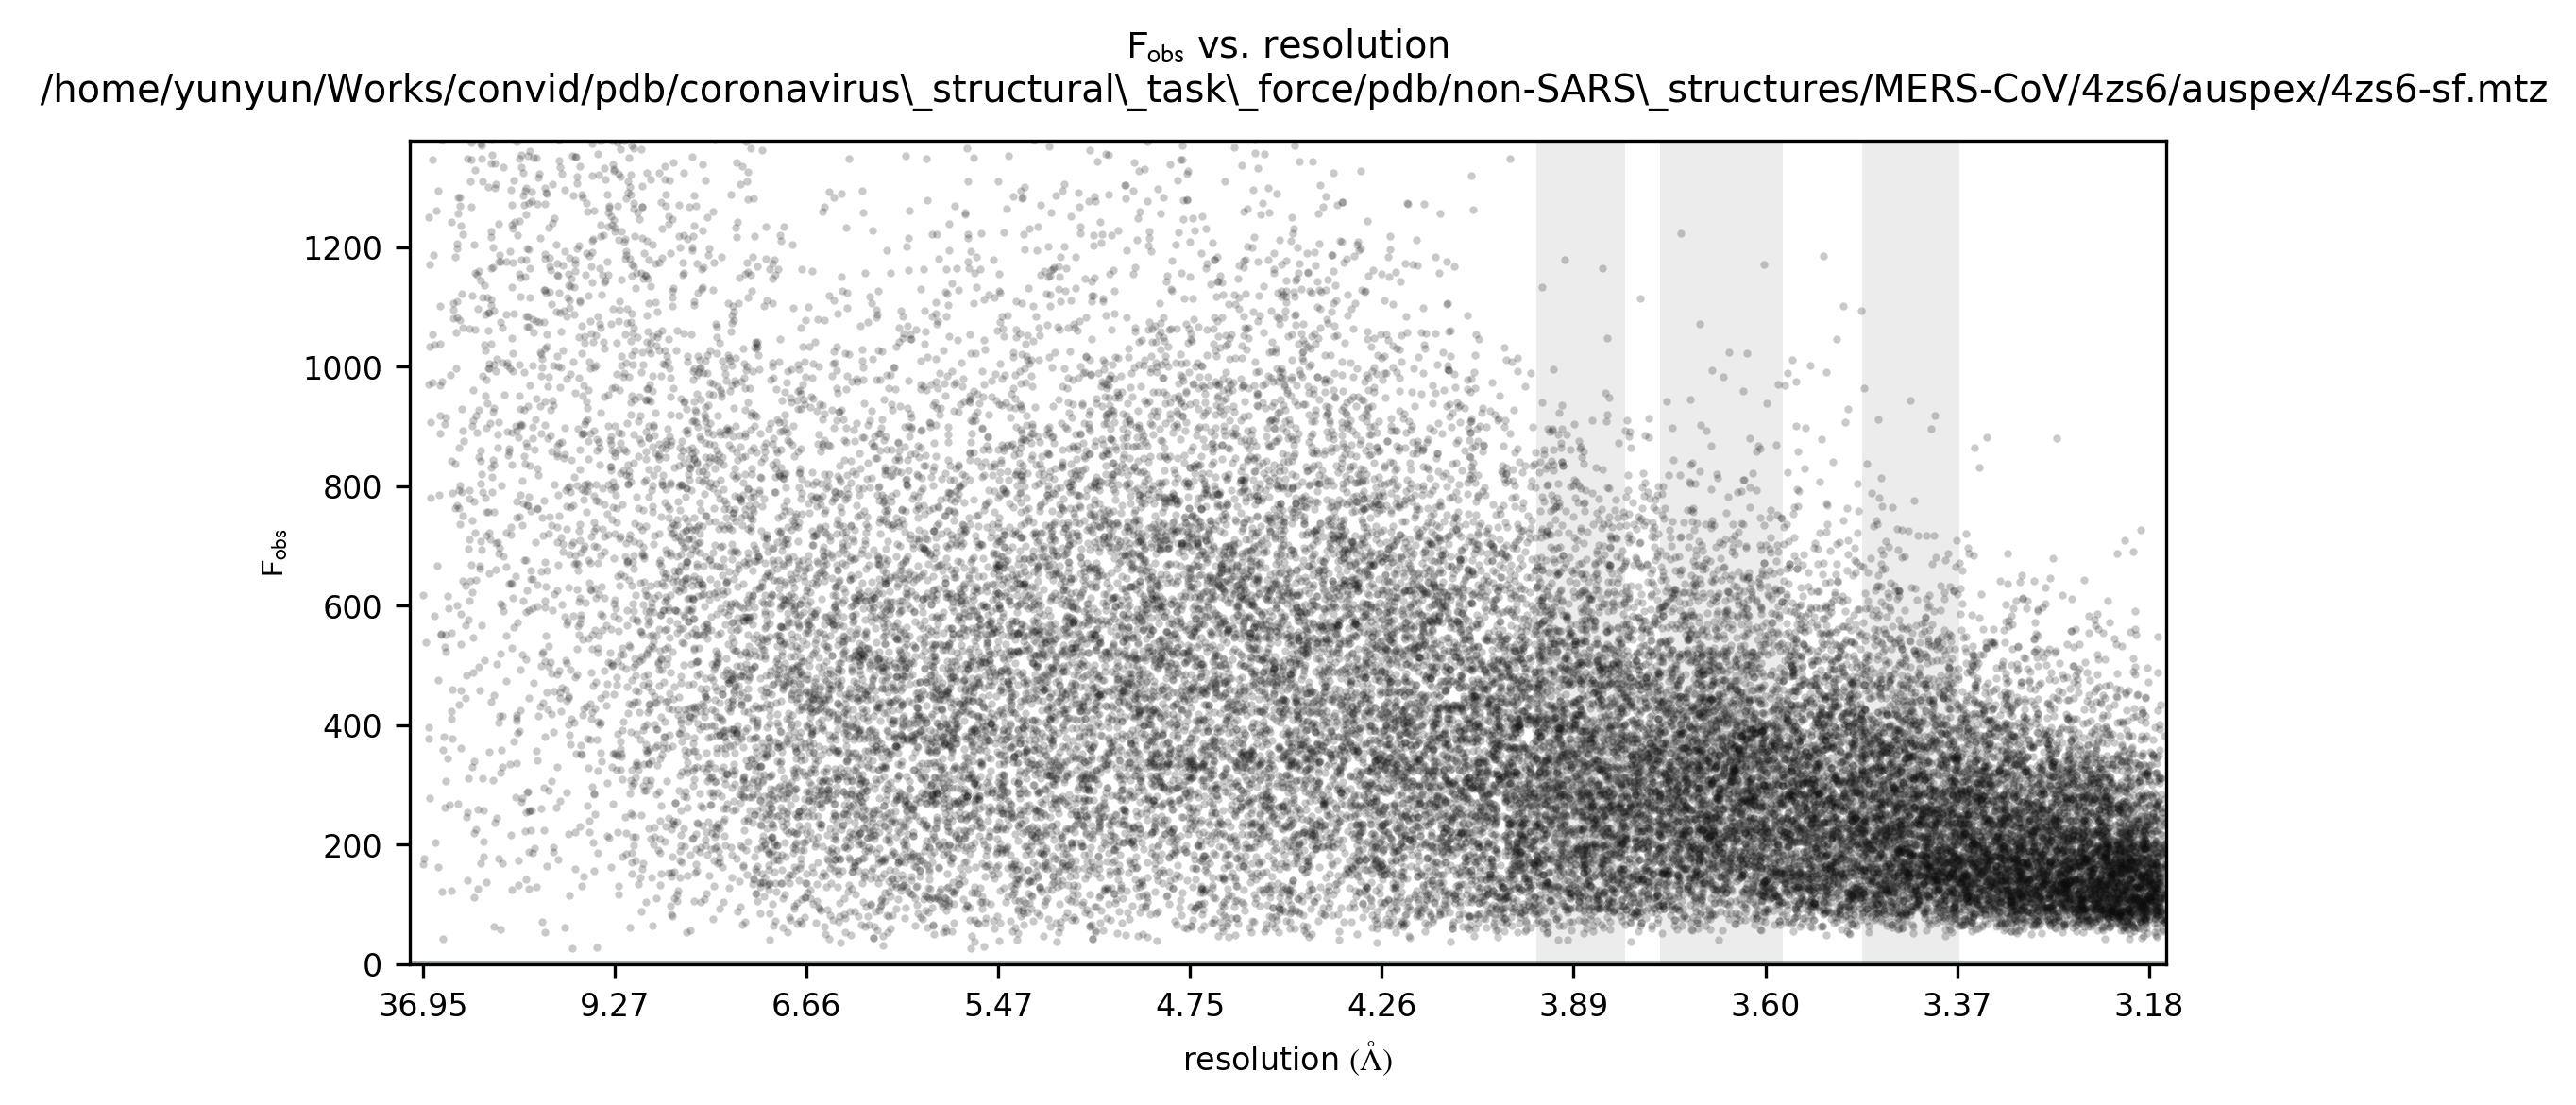 Fobs vs. resolution
/home/yunyun/Works/convid/pdb/coronavirus\_structural\_task\_force/pdb/non-SARS\_structures/MERS-CoV/4zs6/auspex/4zs6-sf.mtz
1200
1000
800
600
400
200
0
Fobs
36.95 9.27 6.66 5.47 4.75 4.26 3.89 3.60 3.37 3.18
resolution (Å)